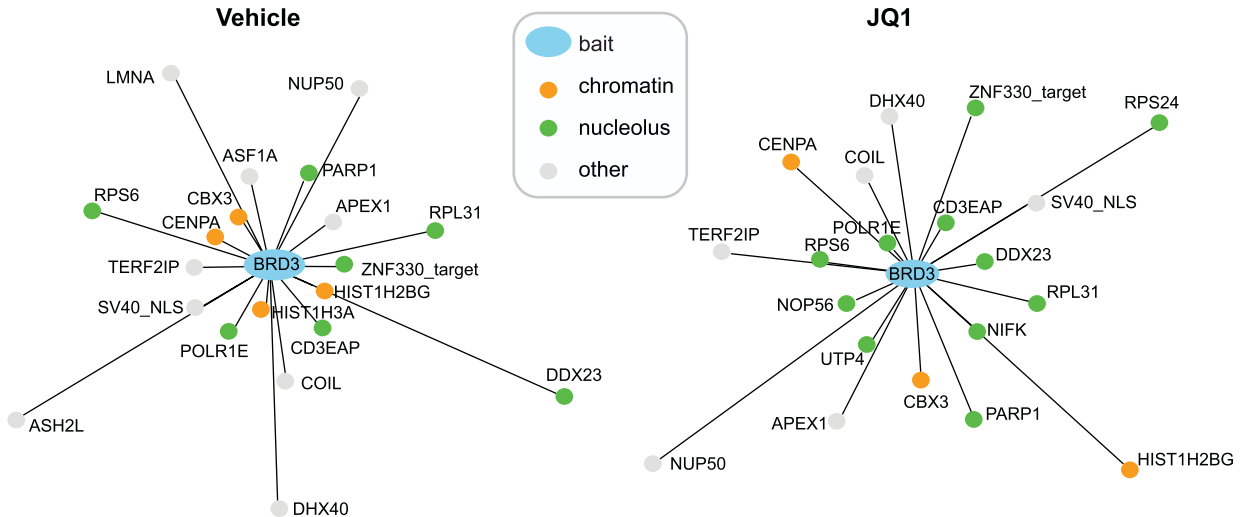 Vehicle
LMNA
NUP50
ASF1A
PARP1
RPS6
CBX3
APEX1
CENPA
RPL31
BRD3
TERF2IP
ZNF330_target
HIST1H2BG
SV40_NLS
HIST1H3A
POLR1E
CD3EAP
COIL
DDX23
ASH2L
DHX40
bait
chromatin
nucleolus
other
JQ1
ZNF330_target
DHX40
RPS24
CENPA
COIL
SV40_NLS
CD3EAP
POLR1E
TERF2IP
RPS6
DDX23
BRD3
RPL31
NOP56
NIFK
UTP4
CBX3
PARP1
APEX1
NUP50
HIST1H2BG